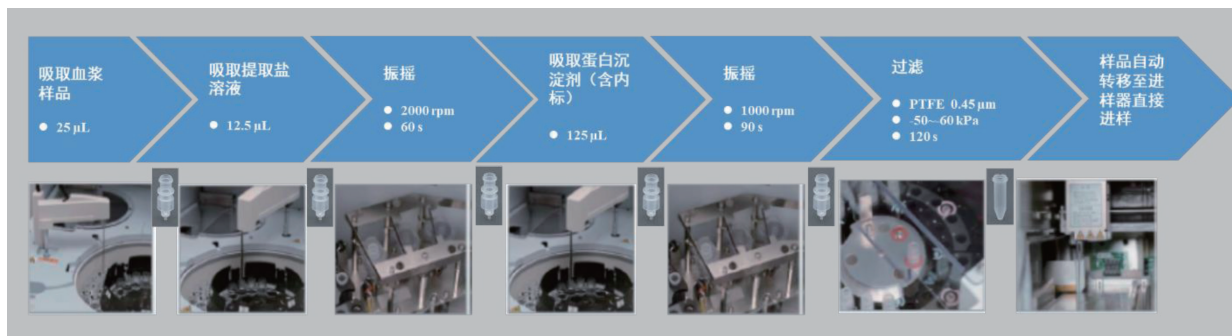 吸取血浆
样品
● 25 μL
吸取提取盐
溶液
● 12.5 μL
振摇
● 2000 rpm
● 60 s
吸取蛋白沉
淀剂（含内
标）
● 125 μL
振摇
● 1000 rpm
● 90 s
过滤
● PTFE 0.45 μm
● -50~-60 kPa
● 120 s
样品自动
转移至进
样器直接
进样